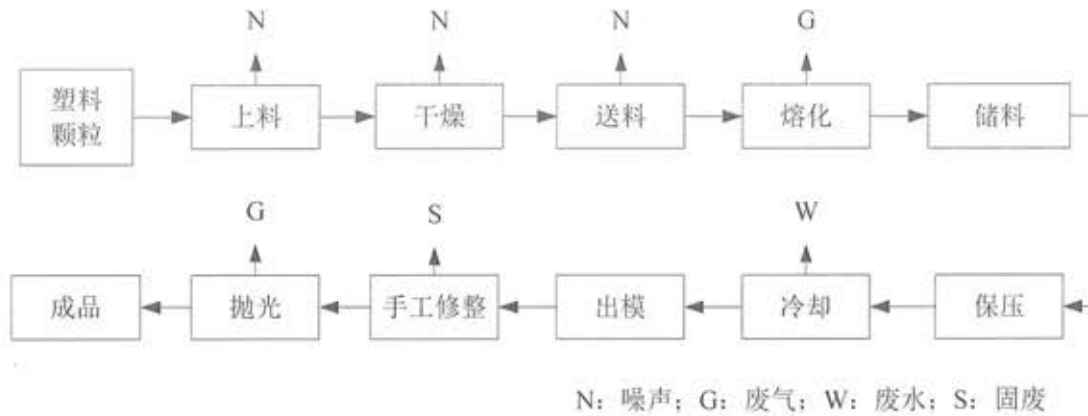 N N N G
塑料
颗粒
上料 干燥 送料 熔化 储料
G S W
成品 抛光 手工修整 出模 冷却 保压
N：噪声；G：废气；W：废水；S：固废